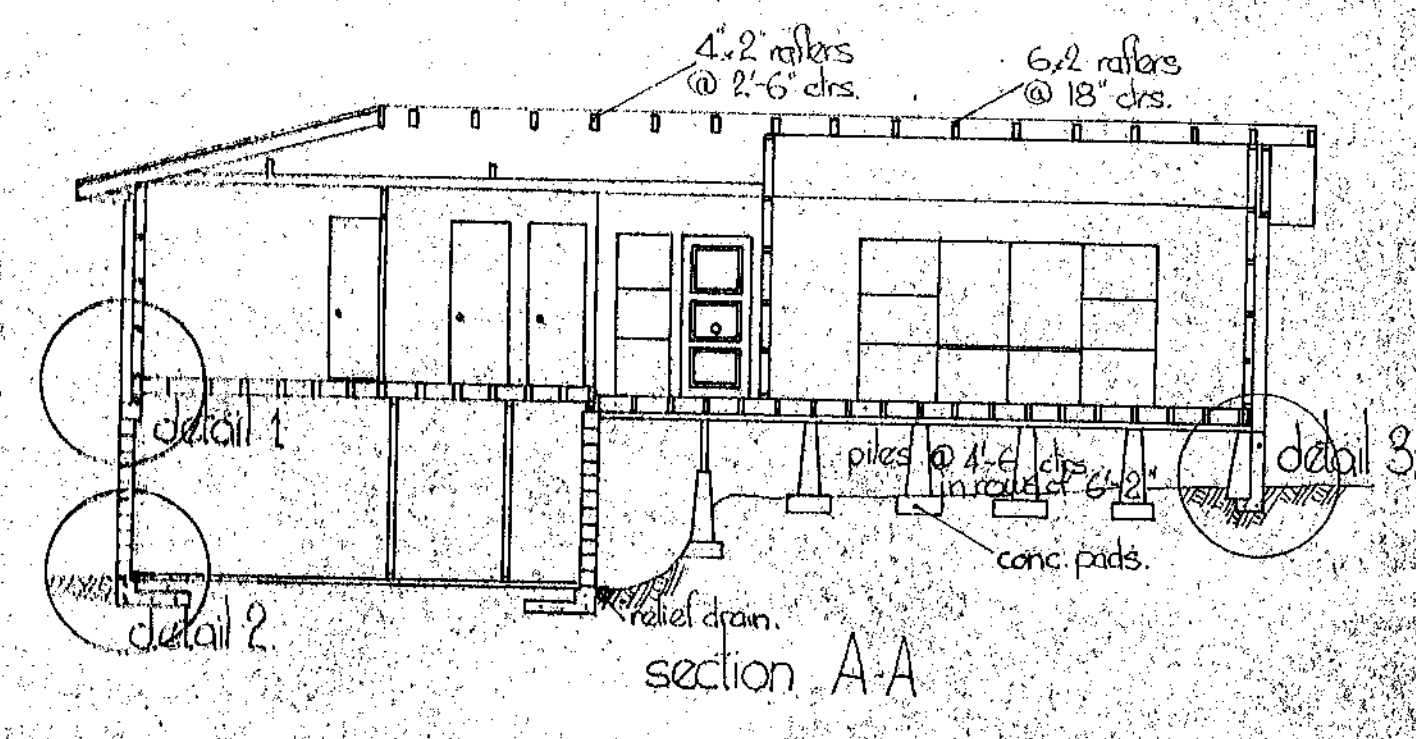 4"x2" rafters
@ 2'-6" ctrs.
6x2 rafters
@ 18" ctrs.
detail 1
piles @ 4'-6 ctrs
in rows of 6'-2"
detail 3
conc. pads.
relief drain.
detail 2.
section A-A